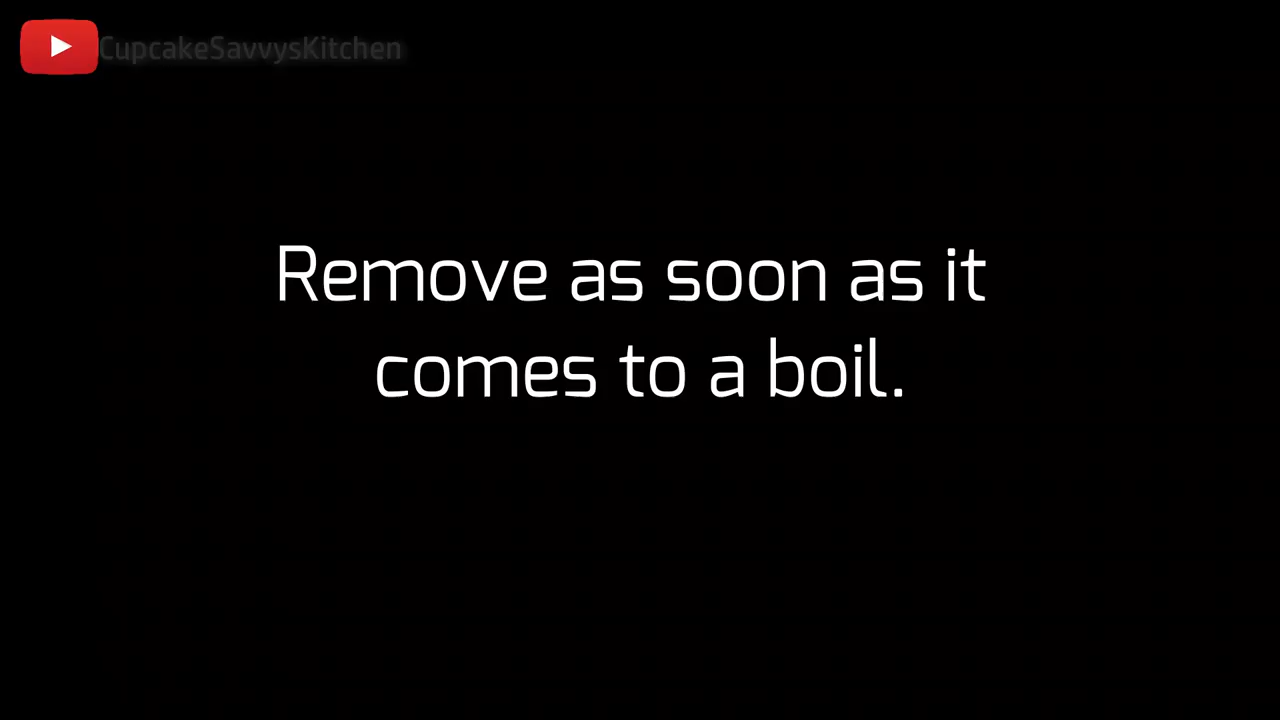 CupcakeSavvysKitchen
Remove as soon as it
comes to a boil.